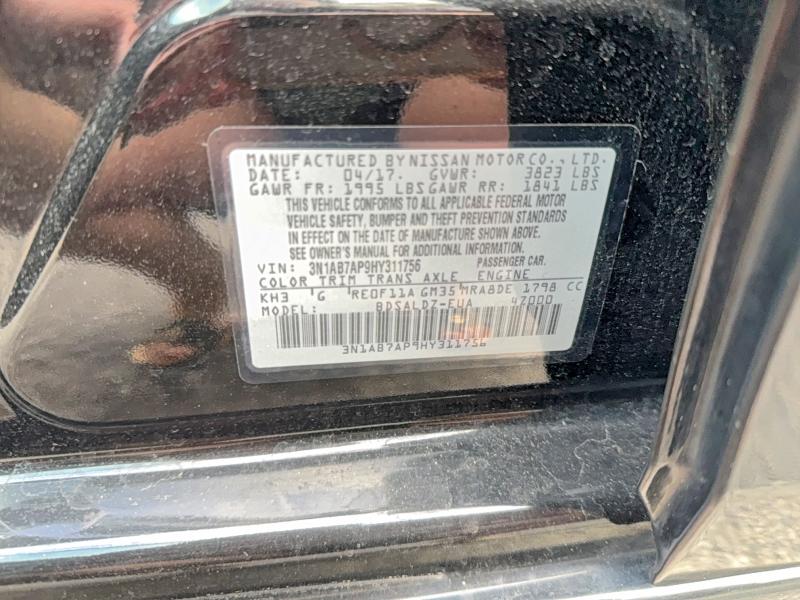 MANUFACTURED BY NISSAN MOTOR CO., LTD.
DATE: 04/17. GVWR: 3823 LBS
GAWR FR: 1995 LBS GAWR RR: 1841 LBS
THIS VEHICLE CONFORMS TO ALL APPLICABLE FEDERAL MOTOR
VEHICLE SAFETY, BUMPER AND THEFT PREVENTION STANDARDS
IN EFFECT ON THE DATE OF MANUFACTURE SHOWN ABOVE.
SEE OWNER'S MANUAL FOR ADDITIONAL INFORMATION.
VIN: 3N1AB7AP9HY311756 PASSENGER CAR.
COLOR TRIM TRANS AXLE ENGINE
KH3 G RE0F11A GM35 MRA8DE 1798 CC
MODEL: BDSALDZ-EUA 47000
3N1AB7AP9HY311756